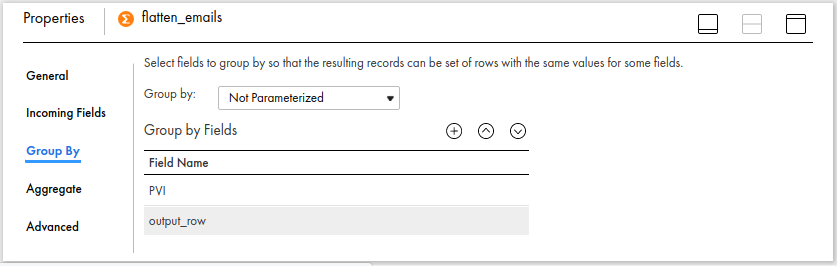 Properties
flatten_emails
General
Incoming Fields
Group By
Aggregate
Advanced
Select fields to group by so that the resulting records can be set of rows with the same values for some fields.
Group by: Not Parameterized
Group by Fields
Field Name
PVI
output_row